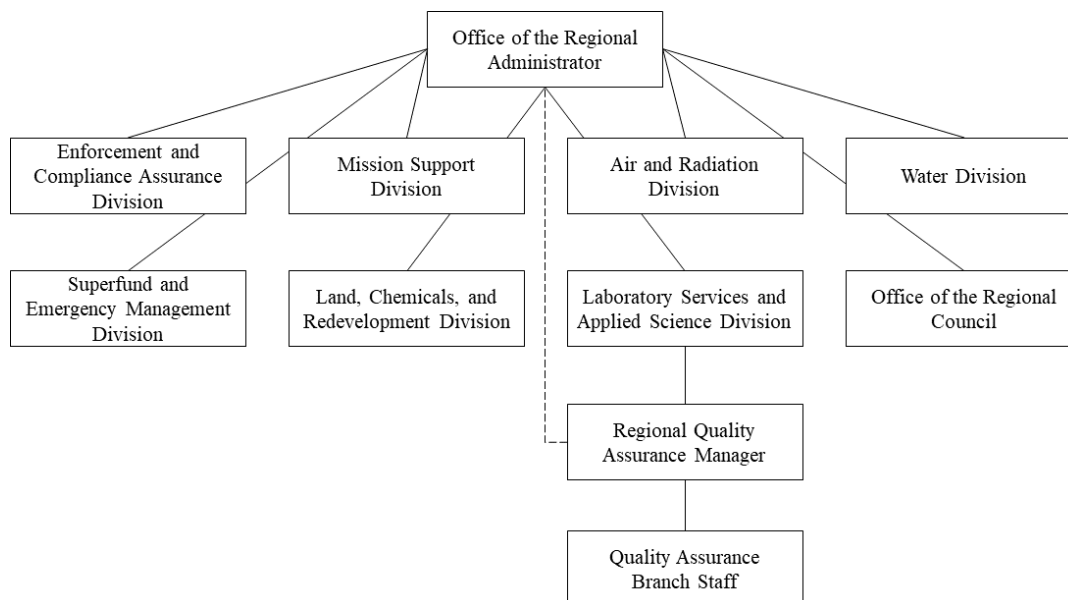 Office of the Regional
Administrator
Enforcement and
Compliance Assurance
Division
Mission Support
Division
Air and Radiation
Division
Water Division
Superfund and
Emergency Management
Division
Land, Chemicals, and
Redevelopment Division
Laboratory Services and
Applied Science Division
Office of the Regional
Council
Regional Quality
Assurance Manager
Quality Assurance
Branch Staff